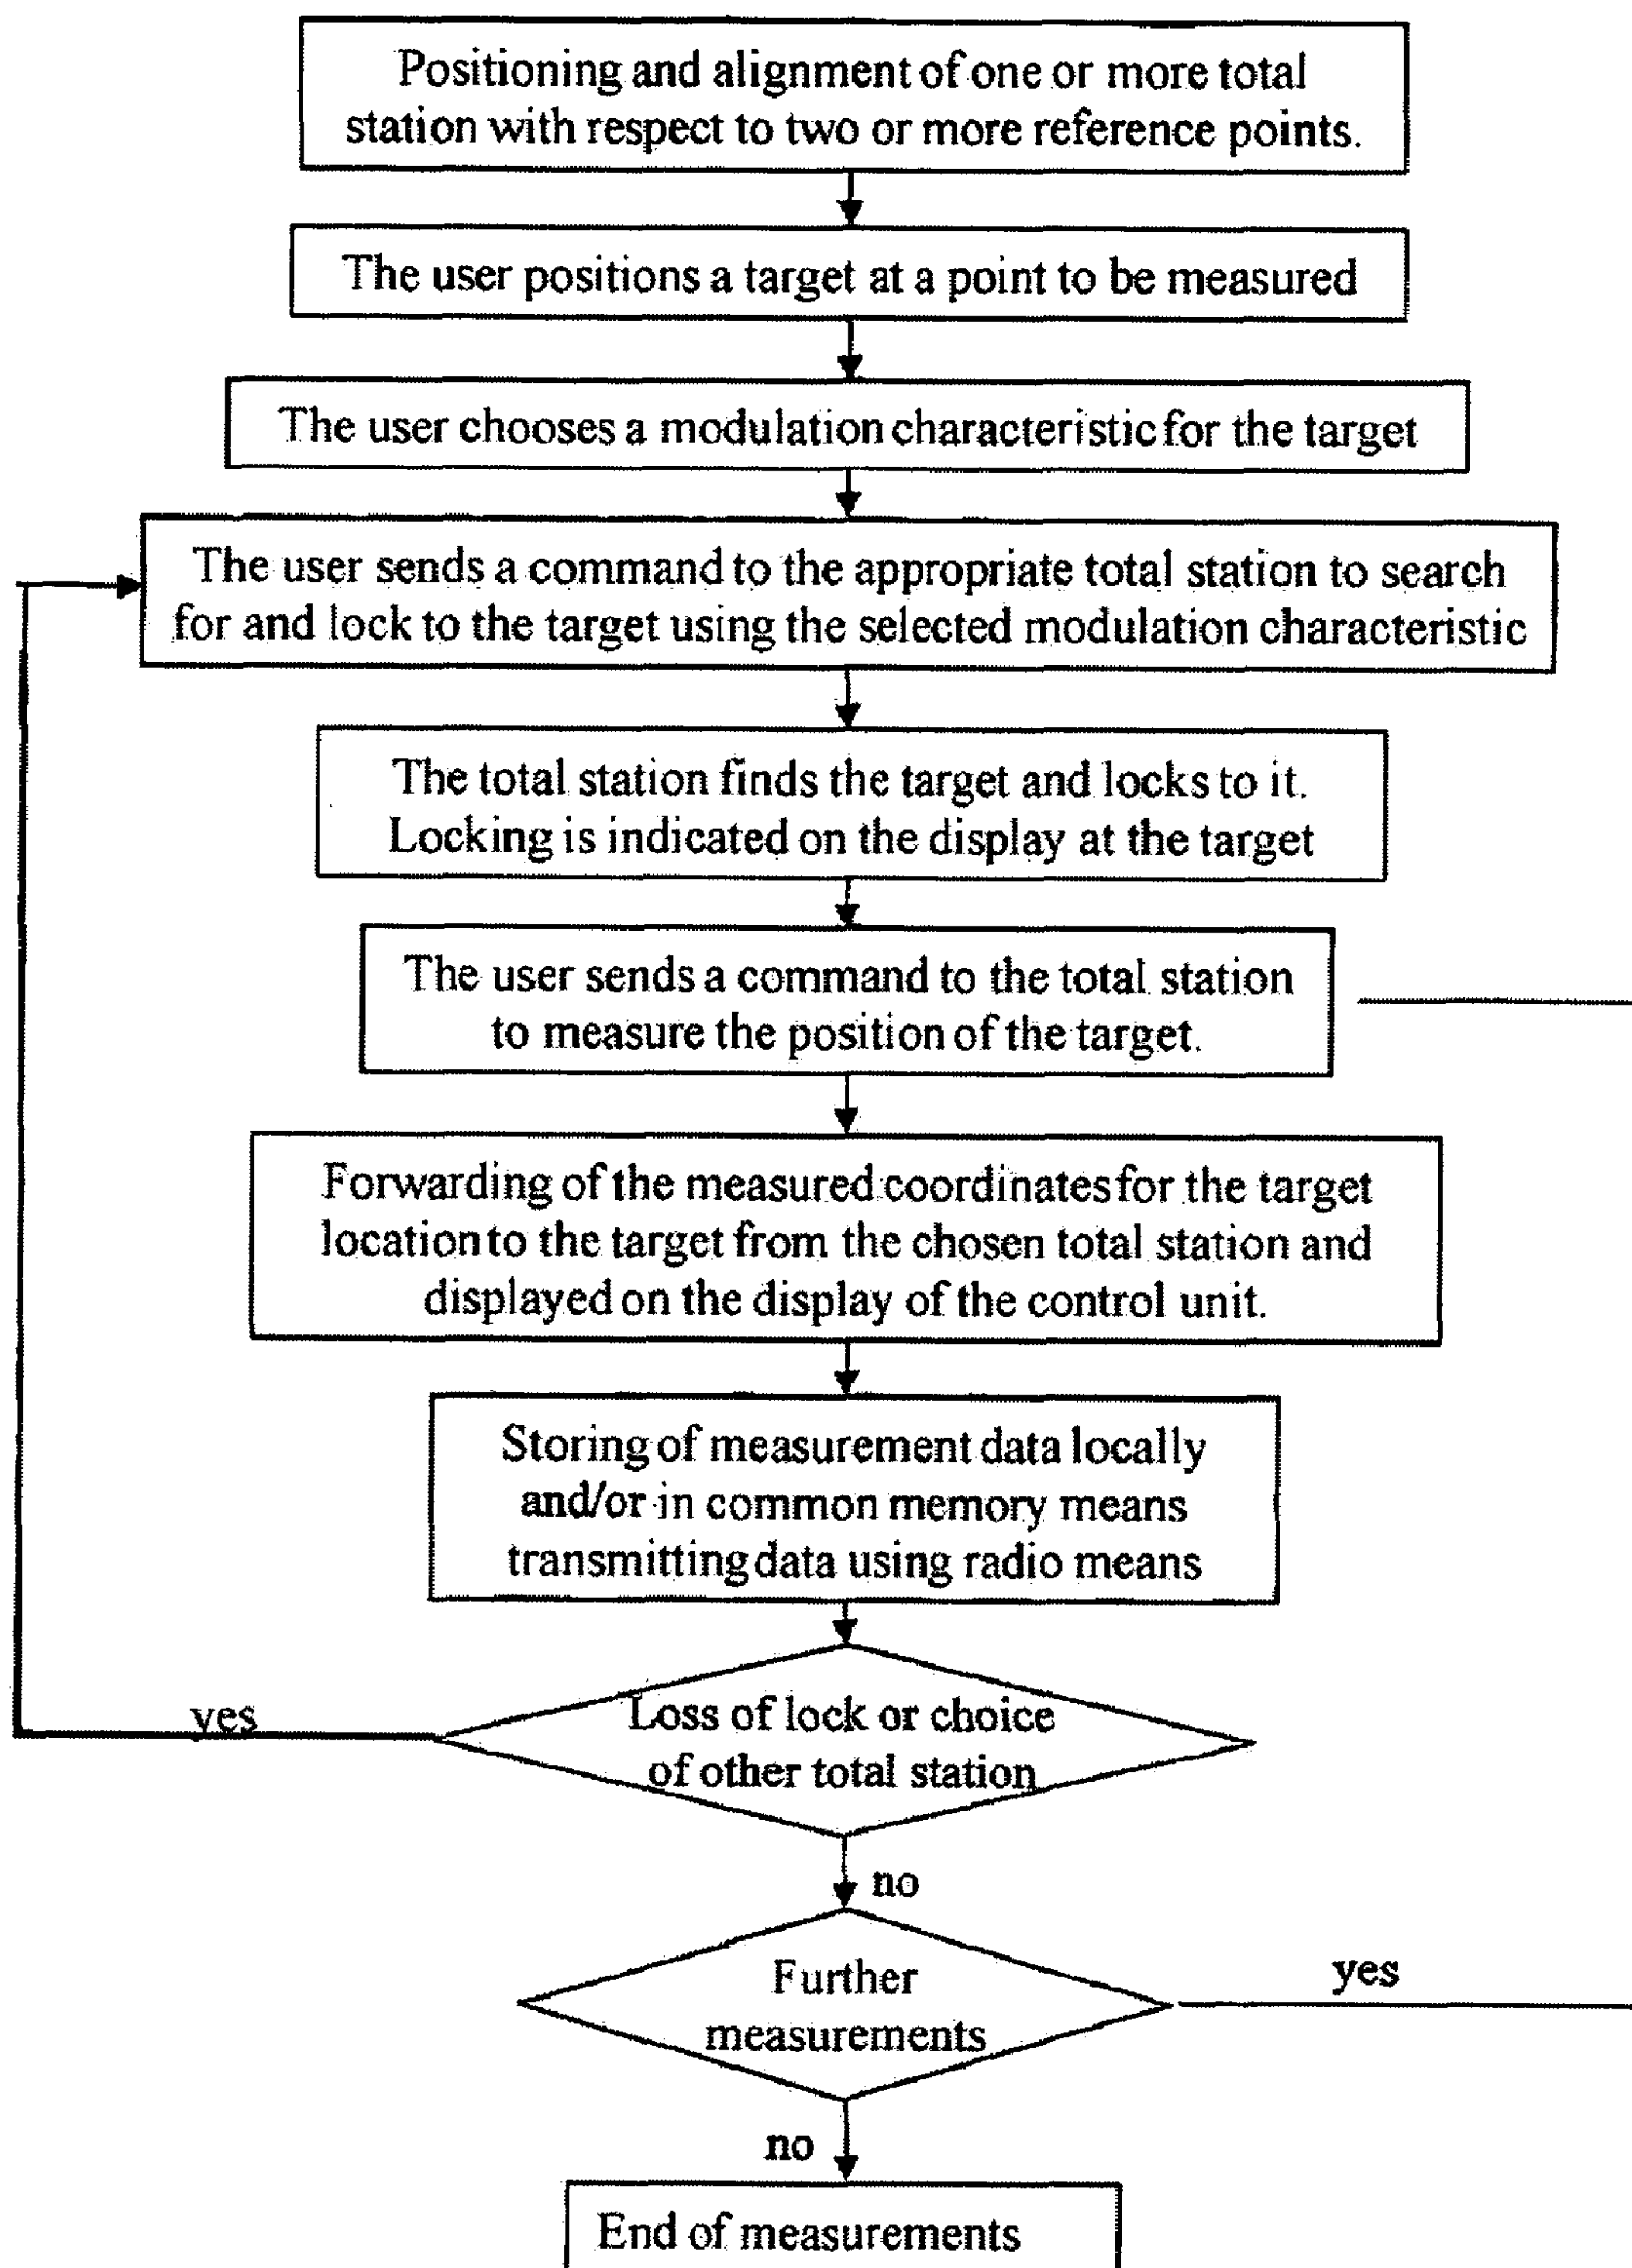 Positioning and alignment of one or more total
station with respect to two or more reference points.
The user positions a target at a point to be measured
The user chooses a modulation characteristic for the target
The user sends a command to the appropriate total station to search
for and lock to the target using the selected modulation characteristic
The total station finds the target and locks to it.
Locking is indicated on the display at the target
The user sends a command to the total station
to measure the position of the target.
Forwarding of the measured coordinates for the target
location to the target from the chosen total station and
displayed on the display of the control unit.
Storing of measurement data locally
and/or in common memory means
transmitting data using radio means
yes
Loss of lock or choice
of other total station
no
Further
measurements
yes
no
End of measurements